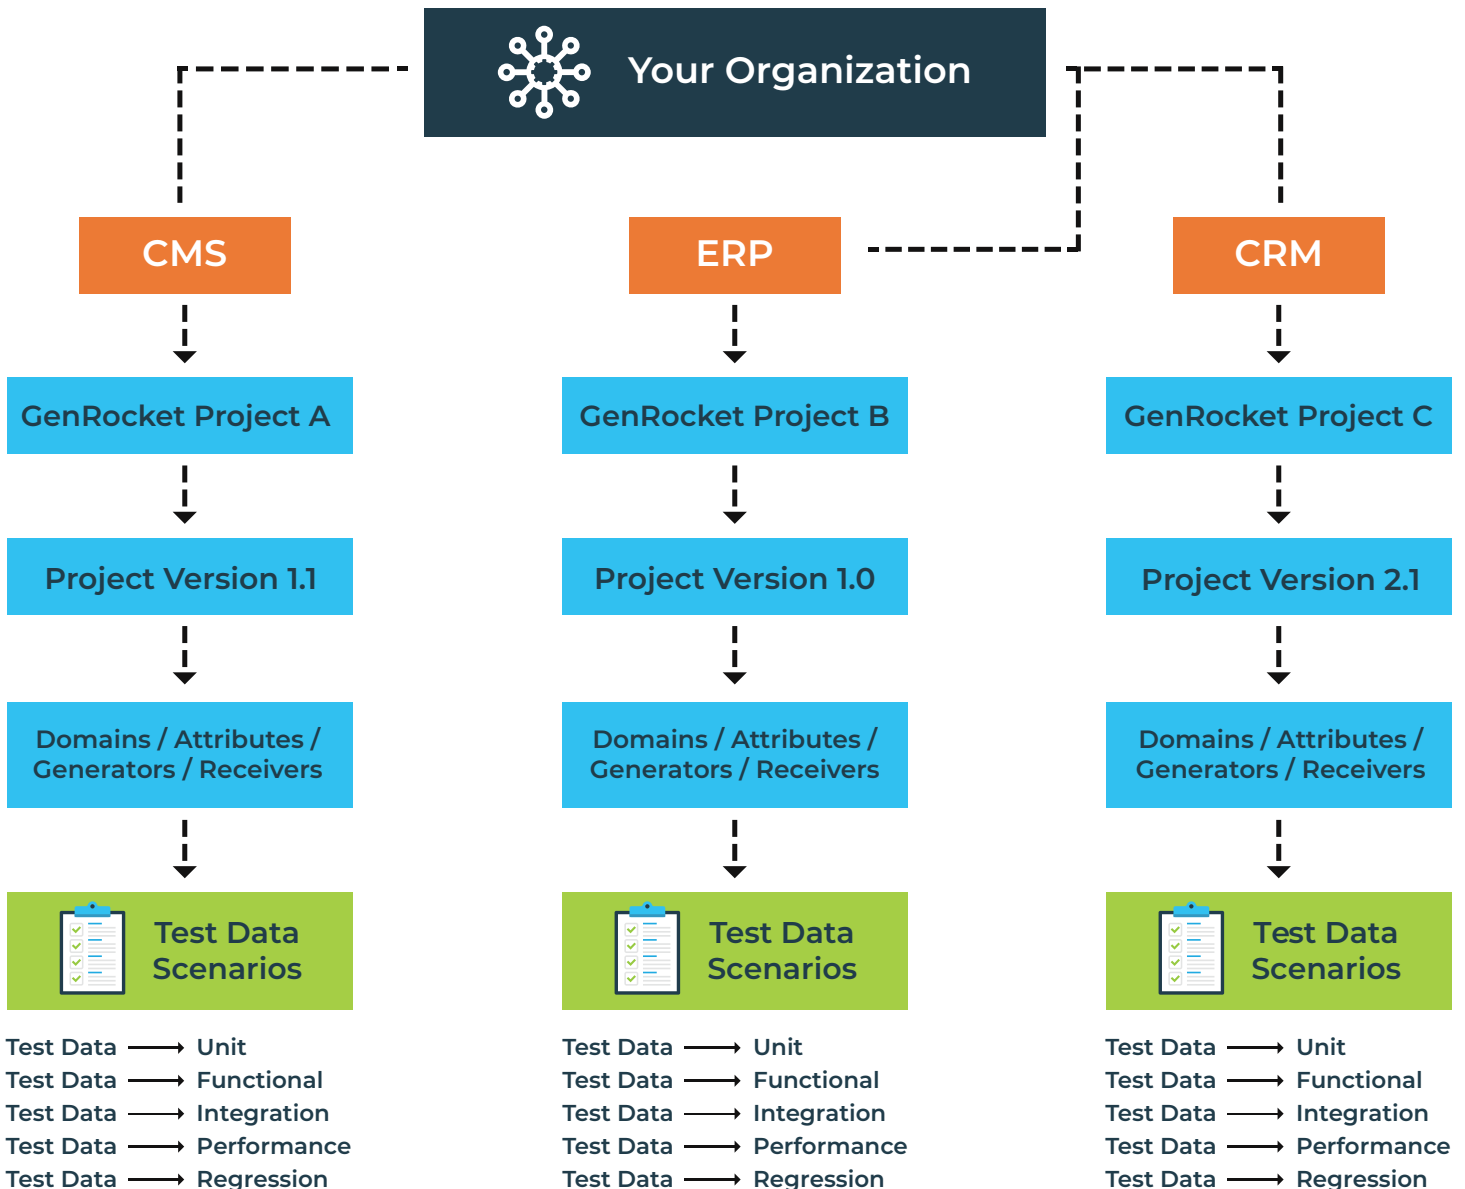 Your Organization
CMS
ERP
CRM
GenRocket Project A
GenRocket Project B
GenRocket Project C
Project Version 1.1
Project Version 1.0
Project Version 2.1
Domains / Attributes /
Generators / Receivers
Domains / Attributes /
Generators / Receivers
Domains / Attributes /
Generators / Receivers
Test Data
Scenarios
Test Data
Scenarios
Test Data
Scenarios
Test Data Unit
Test Data Functional
Test Data Integration
Test Data Performance
Test Data Regression
Test Data Unit
Test Data Functional
Test Data Integration
Test Data Performance
Test Data Regression
Test Data Unit
Test Data Functional
Test Data Integration
Test Data Performance
Test Data Regression